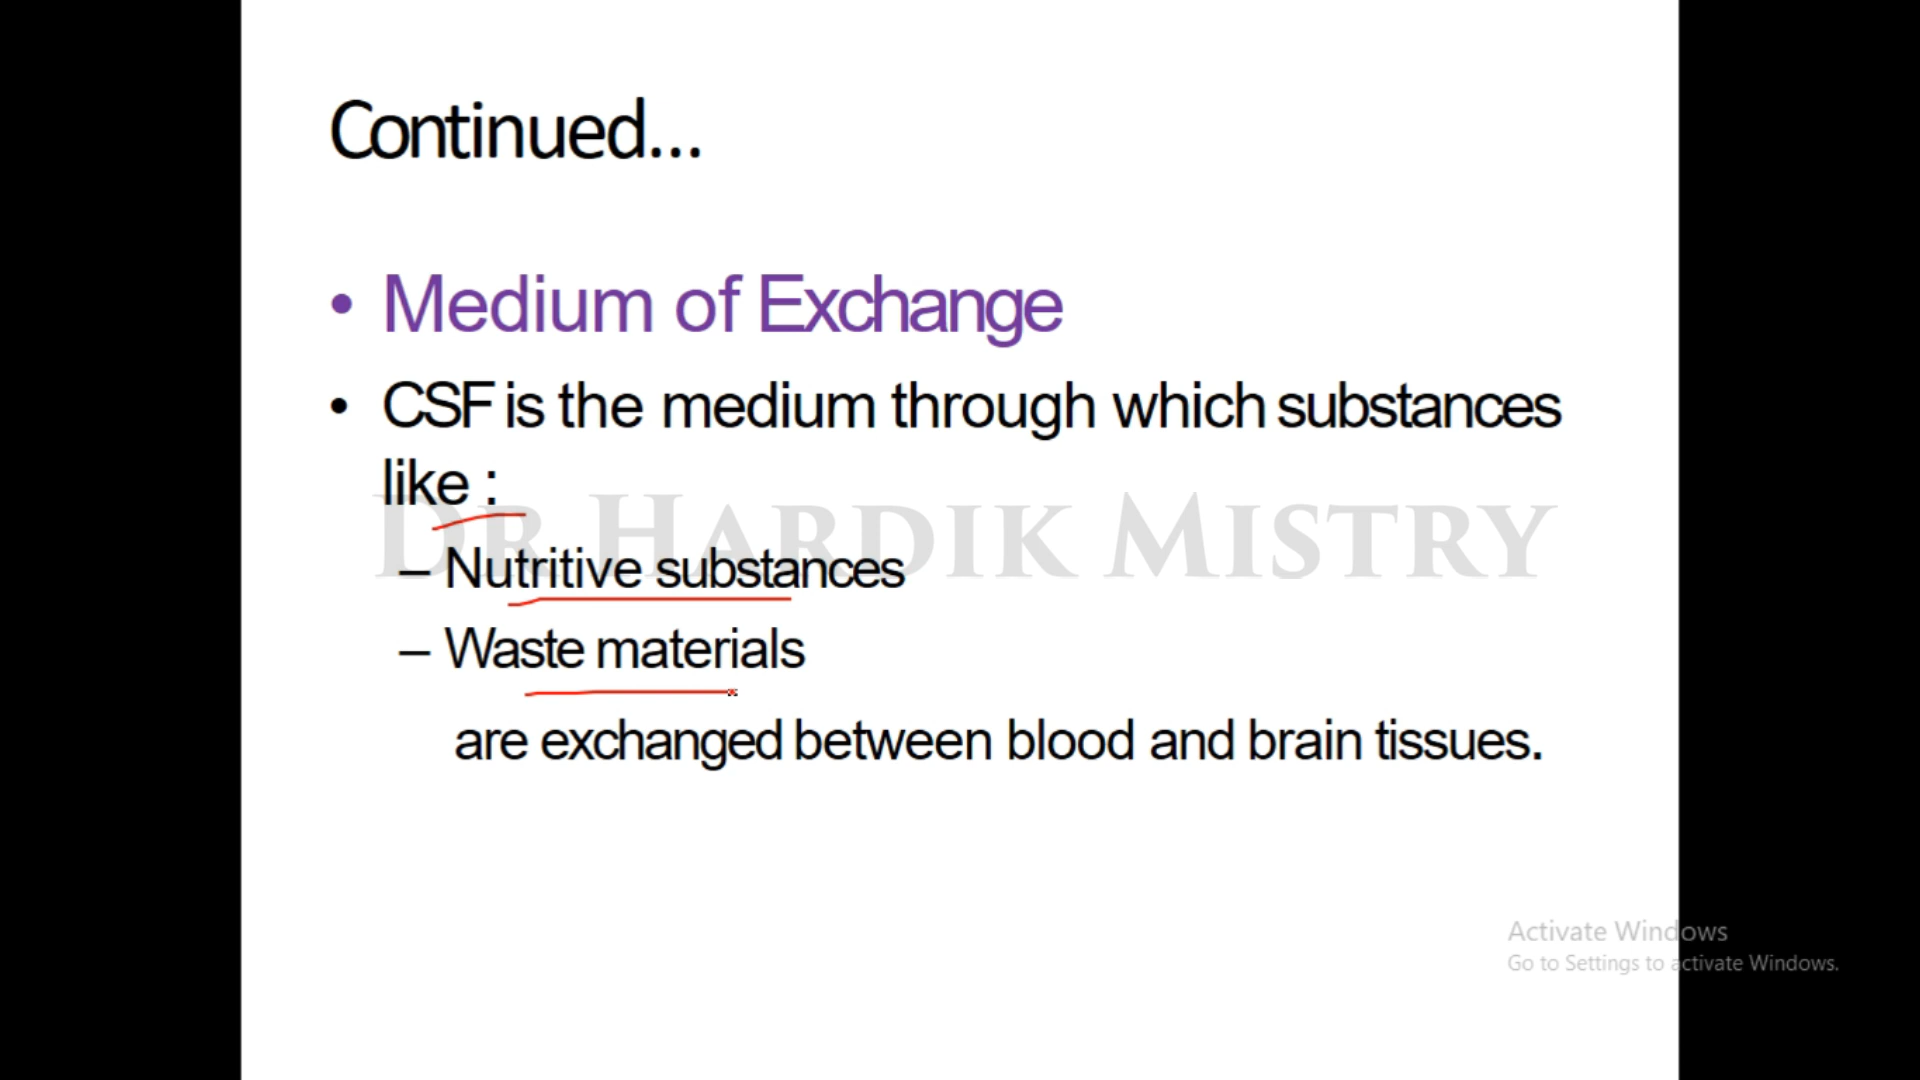 Continued...
• Medium of Exchange
• CSF is the medium through which substances
like :
DR HARDIK MISTRY
– Nutritive substances
– Waste materials
are exchanged between blood and brain tissues.
Activate Windows
Go to Settings to activate Windows.